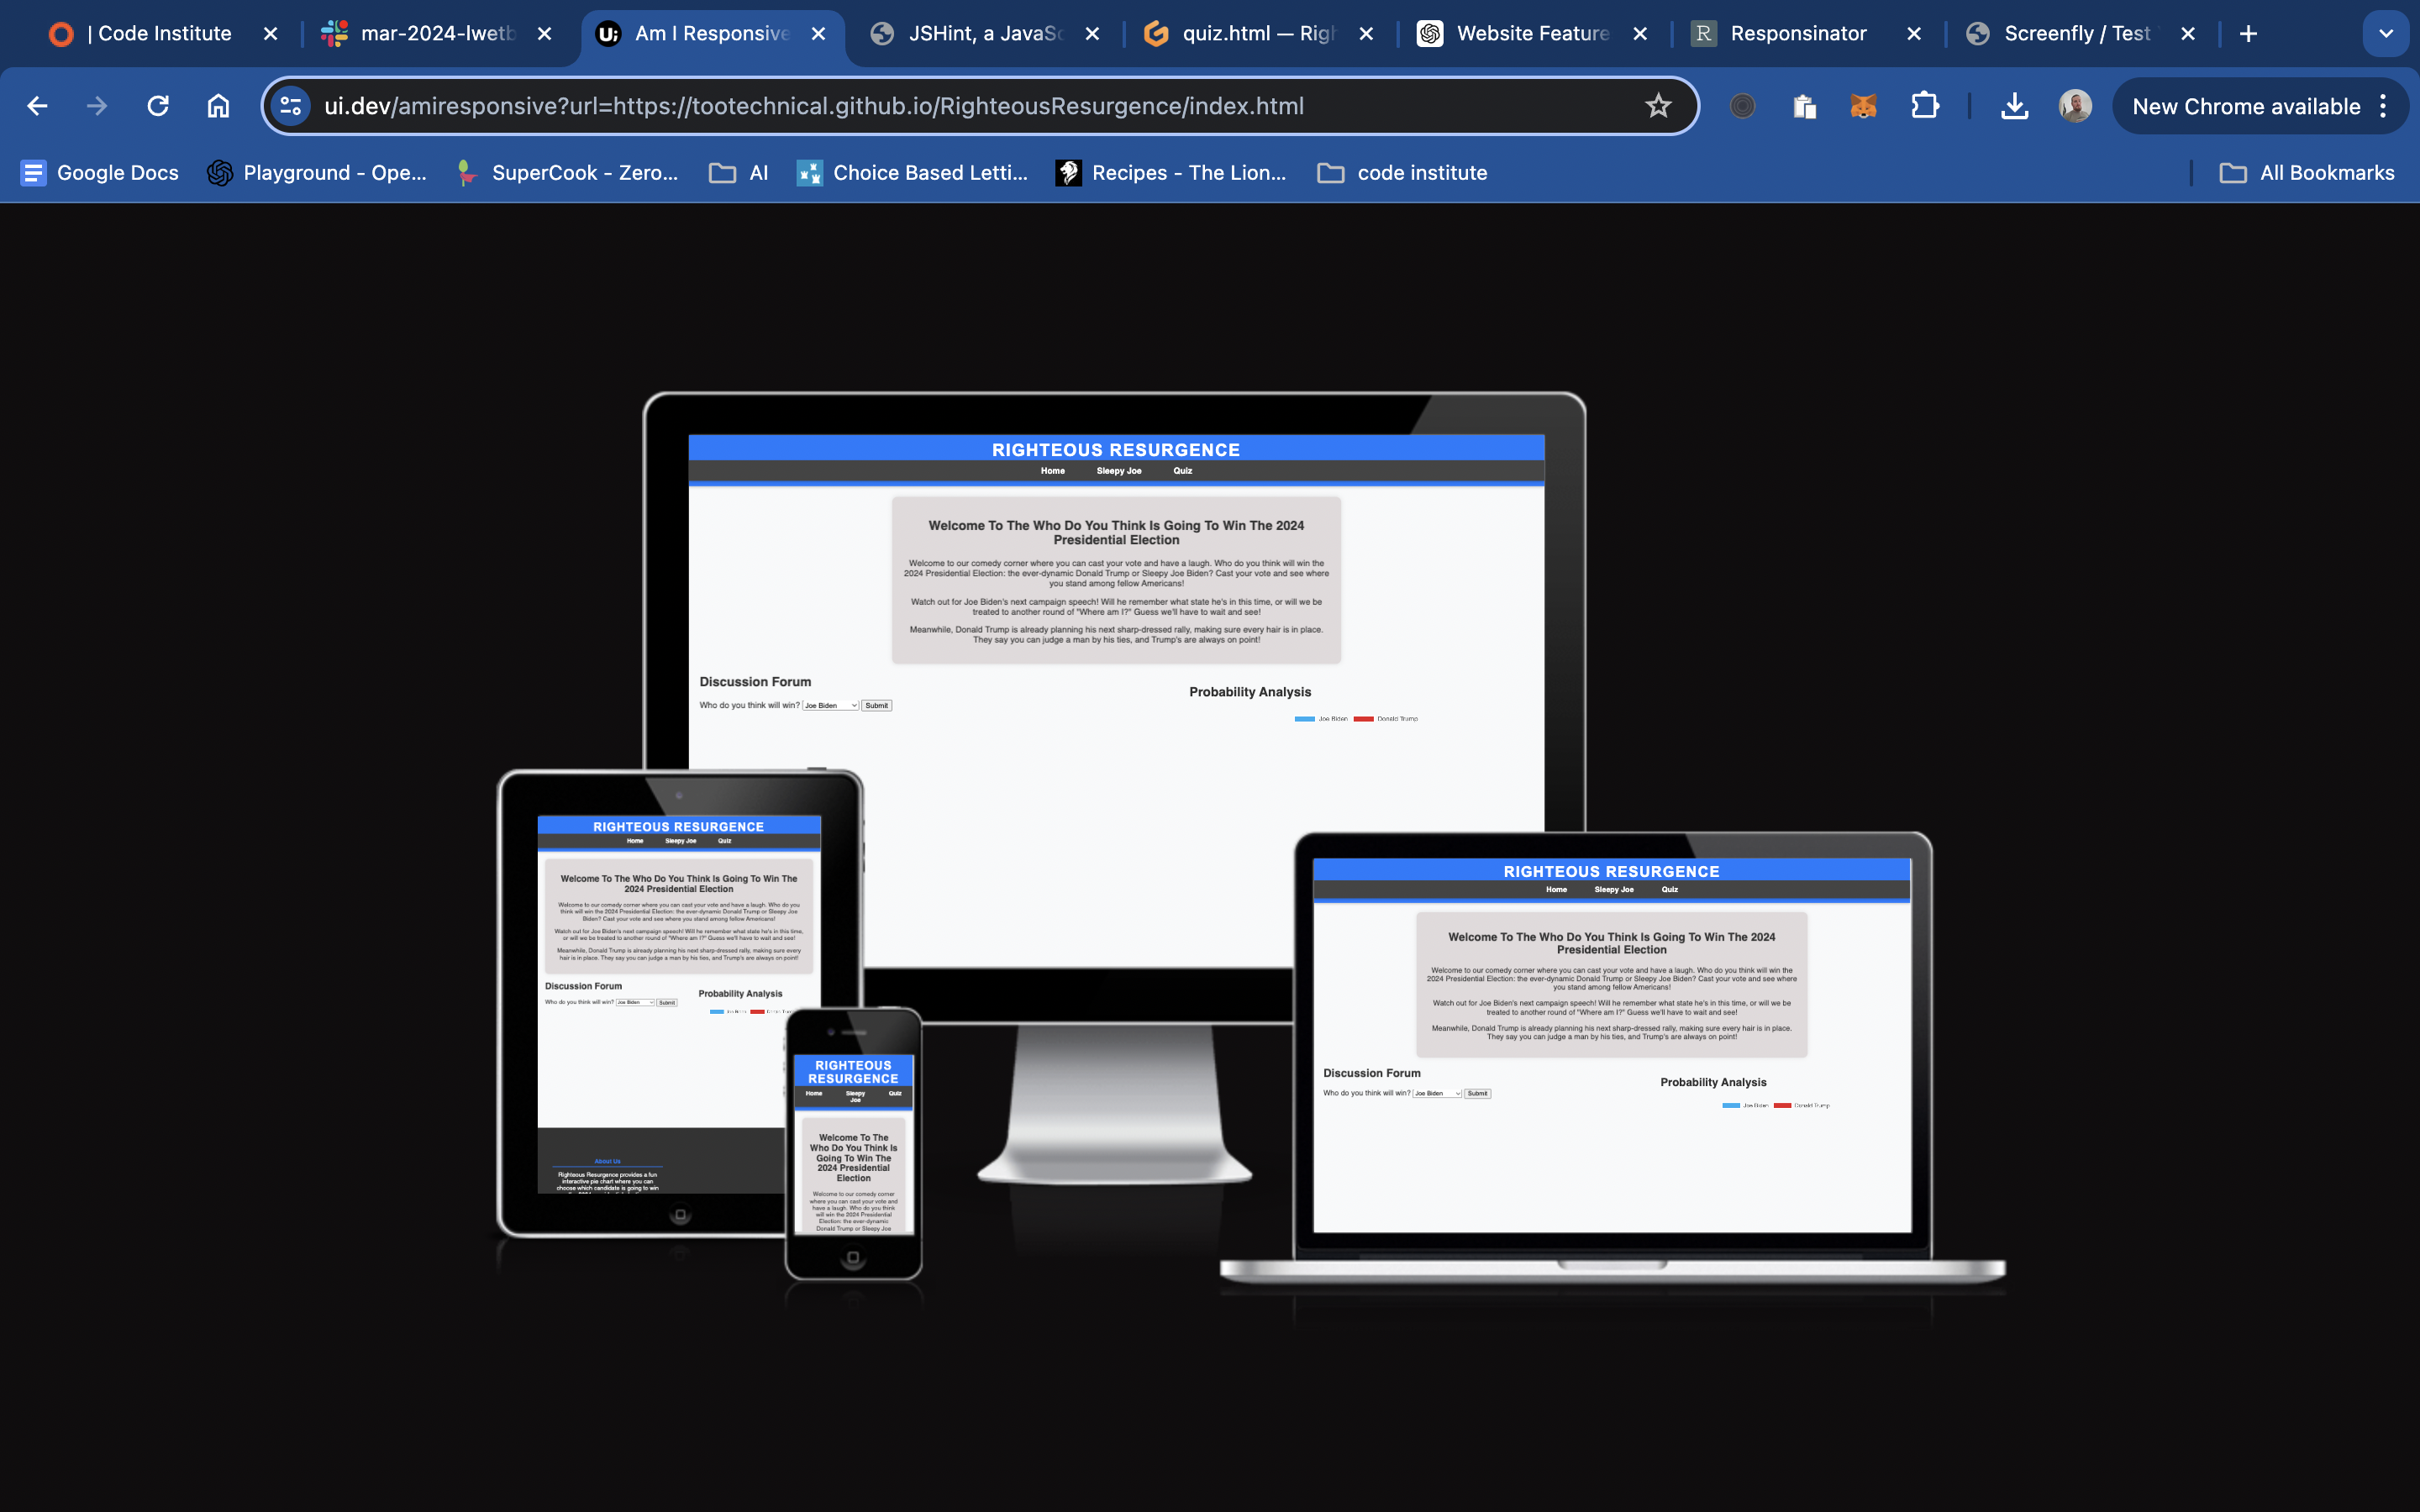 | Code Institute
mar-2024-lwetb
Am I Responsive
JSHint, a JavaSc
quiz.html — Righ
Website Feature
Responsinator
Screenfly / Test
ui.dev/amiresponsive?url=https://tootechnical.github.io/RighteousResurgence/index.html
New Chrome available
Google Docs
Playground - Ope...
SuperCook - Zero...
AI
Choice Based Letti...
Recipes - The Lion...
code institute
All Bookmarks
RIGHTEOUS RESURGENCE
Home Sleepy Joe Quiz
Welcome To The Who Do You Think Is Going To Win The 2024
Presidential Election
Welcome to our comedy corner where you can cast your vote and have a laugh. Who do you think will win the
2024 Presidential Election: the ever-dynamic Donald Trump or Sleepy Joe Biden? Cast your vote and see where
you stand among fellow Americans!
Watch out for Joe Biden's next campaign speech! Will he remember what state he's in this time, or will we be
treated to another round of "Where am I?" Guess we'll have to wait and see!
Meanwhile, Donald Trump is already planning his next sharp-dressed rally, making sure every hair is in place.
They say you can judge a man by his ties, and Trump's are always on point!
Discussion Forum
Who do you think will win? Joe Biden Submit
Probability Analysis
Joe Biden Donald Trump
RIGHTEOUS RESURGENCE
Home Sleepy Joe Quiz
Welcome To The Who Do You Think Is Going To Win The
2024 Presidential Election
Welcome to our comedy corner where you can cast your vote and have a laugh. Who do you
think will win the 2024 Presidential Election: the ever-dynamic Donald Trump or Sleepy Joe
Biden? Cast your vote and see where you stand among fellow Americans!
Watch out for Joe Biden's next campaign speech! Will he remember what state he's in this time,
or will we be treated to another round of "Where am I?" Guess we'll have to wait and see!
Meanwhile, Donald Trump is already planning his next sharp-dressed rally, making sure every
hair is in place. They say you can judge a man by his ties, and Trump's are always on point!
Discussion Forum
Who do you think will win? Joe Biden Submit
Probability Analysis
About Us
Righteous Resurgence provides a fun
interactive pie chart where you can
choose which candidate is going to win
RIGHTEOUS
RESURGENCE
Home Sleepy Joe Quiz
Welcome To The
Who Do You Think Is
Going To Win The
2024 Presidential
Election
Welcome to our comedy corner
where you can cast your vote and
have a laugh. Who do you think
will win the 2024 Presidential
Election: the ever-dynamic
Donald Trump or Sleepy Joe
RIGHTEOUS RESURGENCE
Home Sleepy Joe Quiz
Welcome To The Who Do You Think Is Going To Win The 2024
Presidential Election
Welcome to our comedy corner where you can cast your vote and have a laugh. Who do you think will win the
2024 Presidential Election: the ever-dynamic Donald Trump or Sleepy Joe Biden? Cast your vote and see where
you stand among fellow Americans!
Watch out for Joe Biden's next campaign speech! Will he remember what state he's in this time, or will we be
treated to another round of "Where am I?" Guess we'll have to wait and see!
Meanwhile, Donald Trump is already planning his next sharp-dressed rally, making sure every hair is in place.
They say you can judge a man by his ties, and Trump's are always on point!
Discussion Forum
Who do you think will win? Joe Biden Submit
Probability Analysis
Joe Biden Donald Trump